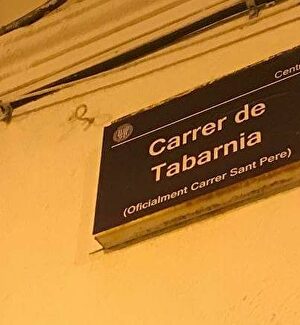 Carrer de
Tabarnia
(Oficialment Carrer Sant Pere)